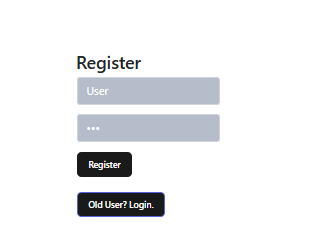 Register
User
•••
Register
Old User? Login.